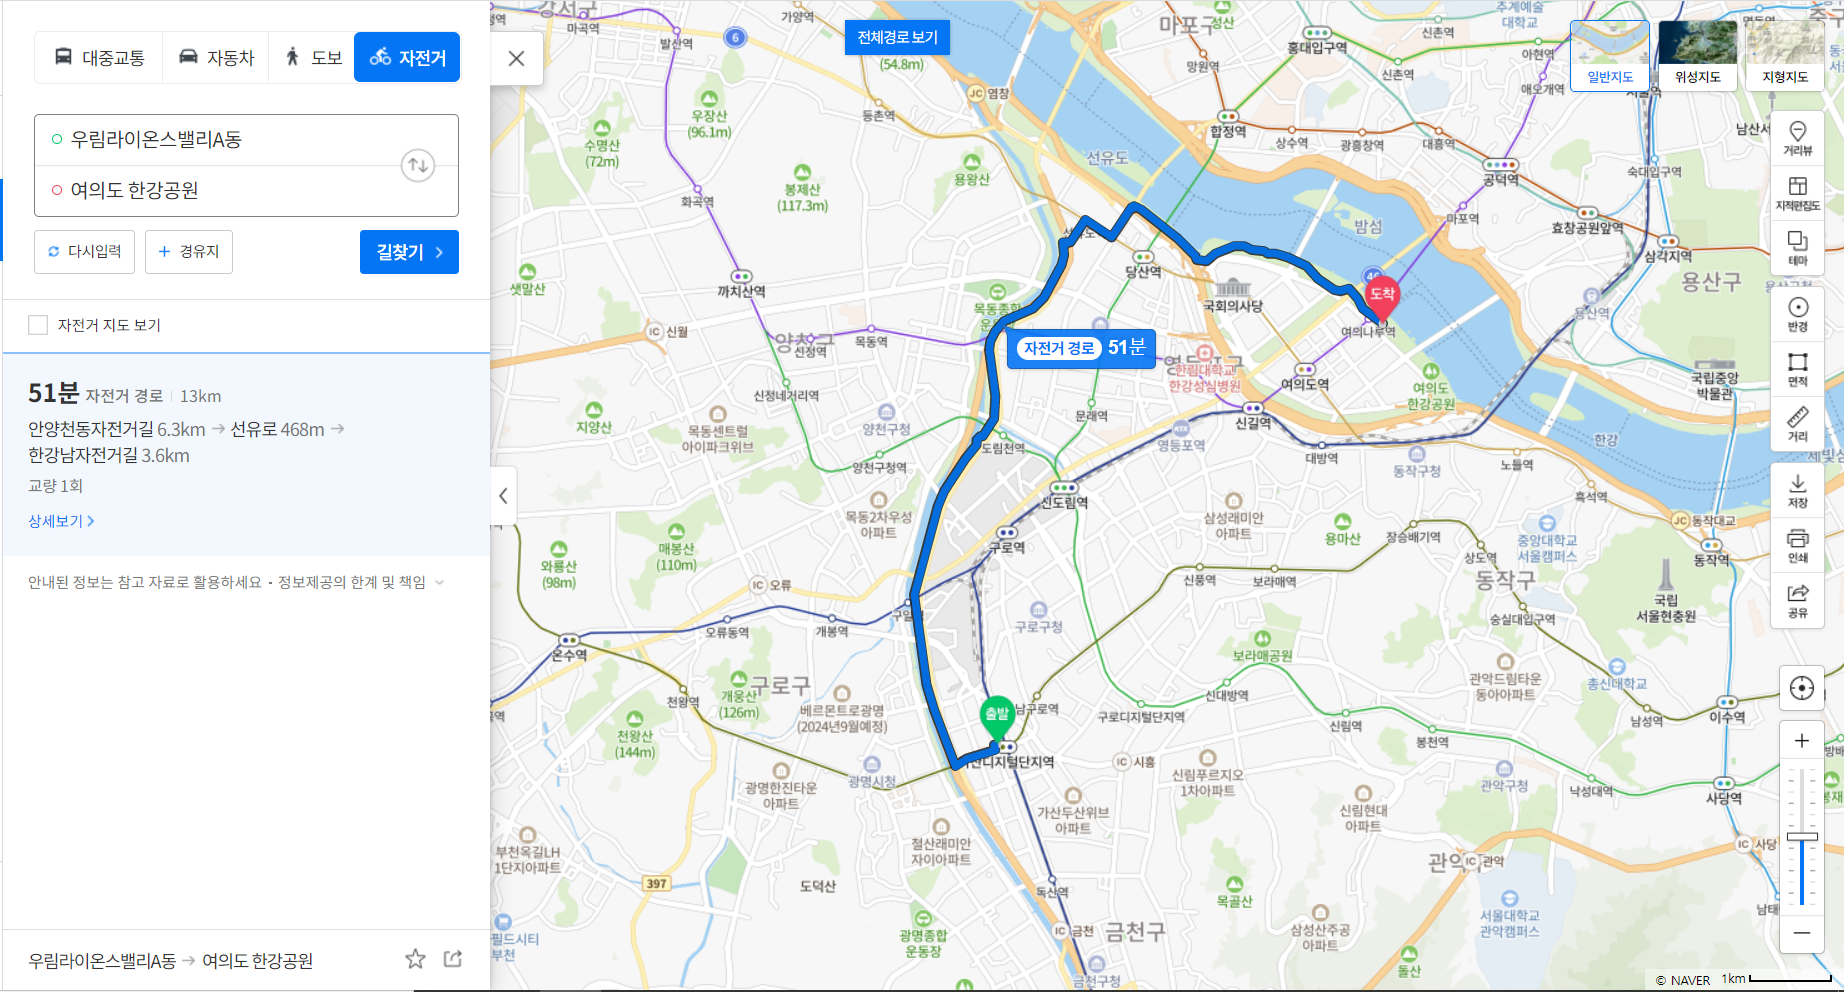 대중교통
자동차
도보
자전거
우림라이온스밸리A동
여의도 한강공원
다시입력
경유지
길찾기
자전거 지도 보기
51분 자전거 경로 13km
안양천동자전거길 6.3km → 선유로 468m →
한강남자전거길 3.6km
교량 1회
상세보기
안내된 정보는 참고 자료로 활용하세요 - 정보제공의 한계 및 책임
우림라이온스밸리A동 → 여의도 한강공원
전체경로 보기
일반지도
위성지도
지형지도
거리뷰
지적편집도
테마
반경
면적
거리
저장
인쇄
공유
마곡역
가양역
발산역
6
(54.8m)
마포구
성산
홍대입구역
신촌역
추계예술
대학교
아현역
망원역
신촌역
애오개역
JC 염창
우장산
(96.1m)
등촌역
수명산
(72m)
합정역
상수역
광흥창역
대흥역
남산서
선유도
용왕산
공덕역
숙대입구역
봉제산
(117.3m)
화곡역
밤섬
마포역
효창공원앞역
당산역
삼각지역
용산구
샛말산
까치산역
목동종합
국회의사당
46
도착
여의나루역
용산역
IC 신월
양천구
신정역
목동역
자전거 경로 51분
한림대학교
한강성심병원
여의도역
여의도
한강공원
국립중앙
박물관
신정네거리역
지양산
목동센트럴
아이파크위브
양천구청
문래역
신길역
한강
도림천역
영등포역
대방역
동작구청
노들역
양천구청역
신도림역
흑석역
목동2차우성
아파트
삼성래미안
아파트
용마산
장승배기역
중앙대학교
서울캠퍼스
JC 동작대교
매봉산
(110m)
구로역
상도역
동작역
와룡산
(98m)
IC 오류
신풍역
보라매역
동작구
국립
서울현충원
구로구청
오류동역
개봉역
숭실대입구역
온수역
보라매공원
개웅산
(126m)
구로구
천왕역
베르몬트로광명
(2024년9월예정)
출발
남구로역
구로디지털단지역
신대방역
관악드림타운
동아아파트
총신대학교
신림역
남성역
이수역
천왕산
(144m)
봉천역
광명시청
광명한진타운
아파트
IC 시흥
신림푸르지오
1차아파트
관악구청
낙성대역
사당역
가산두산위브
아파트
신림현대
아파트
부천옥길LH
1단지아파트
철산래미안
자이아파트
관악구
IC 관악
IC 사당
397
도덕산
독산역
목골산
필드시티
부천
광명종합
운동장
IC 금천
금천구
삼성산주공
아파트
서울대학교
관악캠퍼스
돌산
금천구청
© NAVER 1km